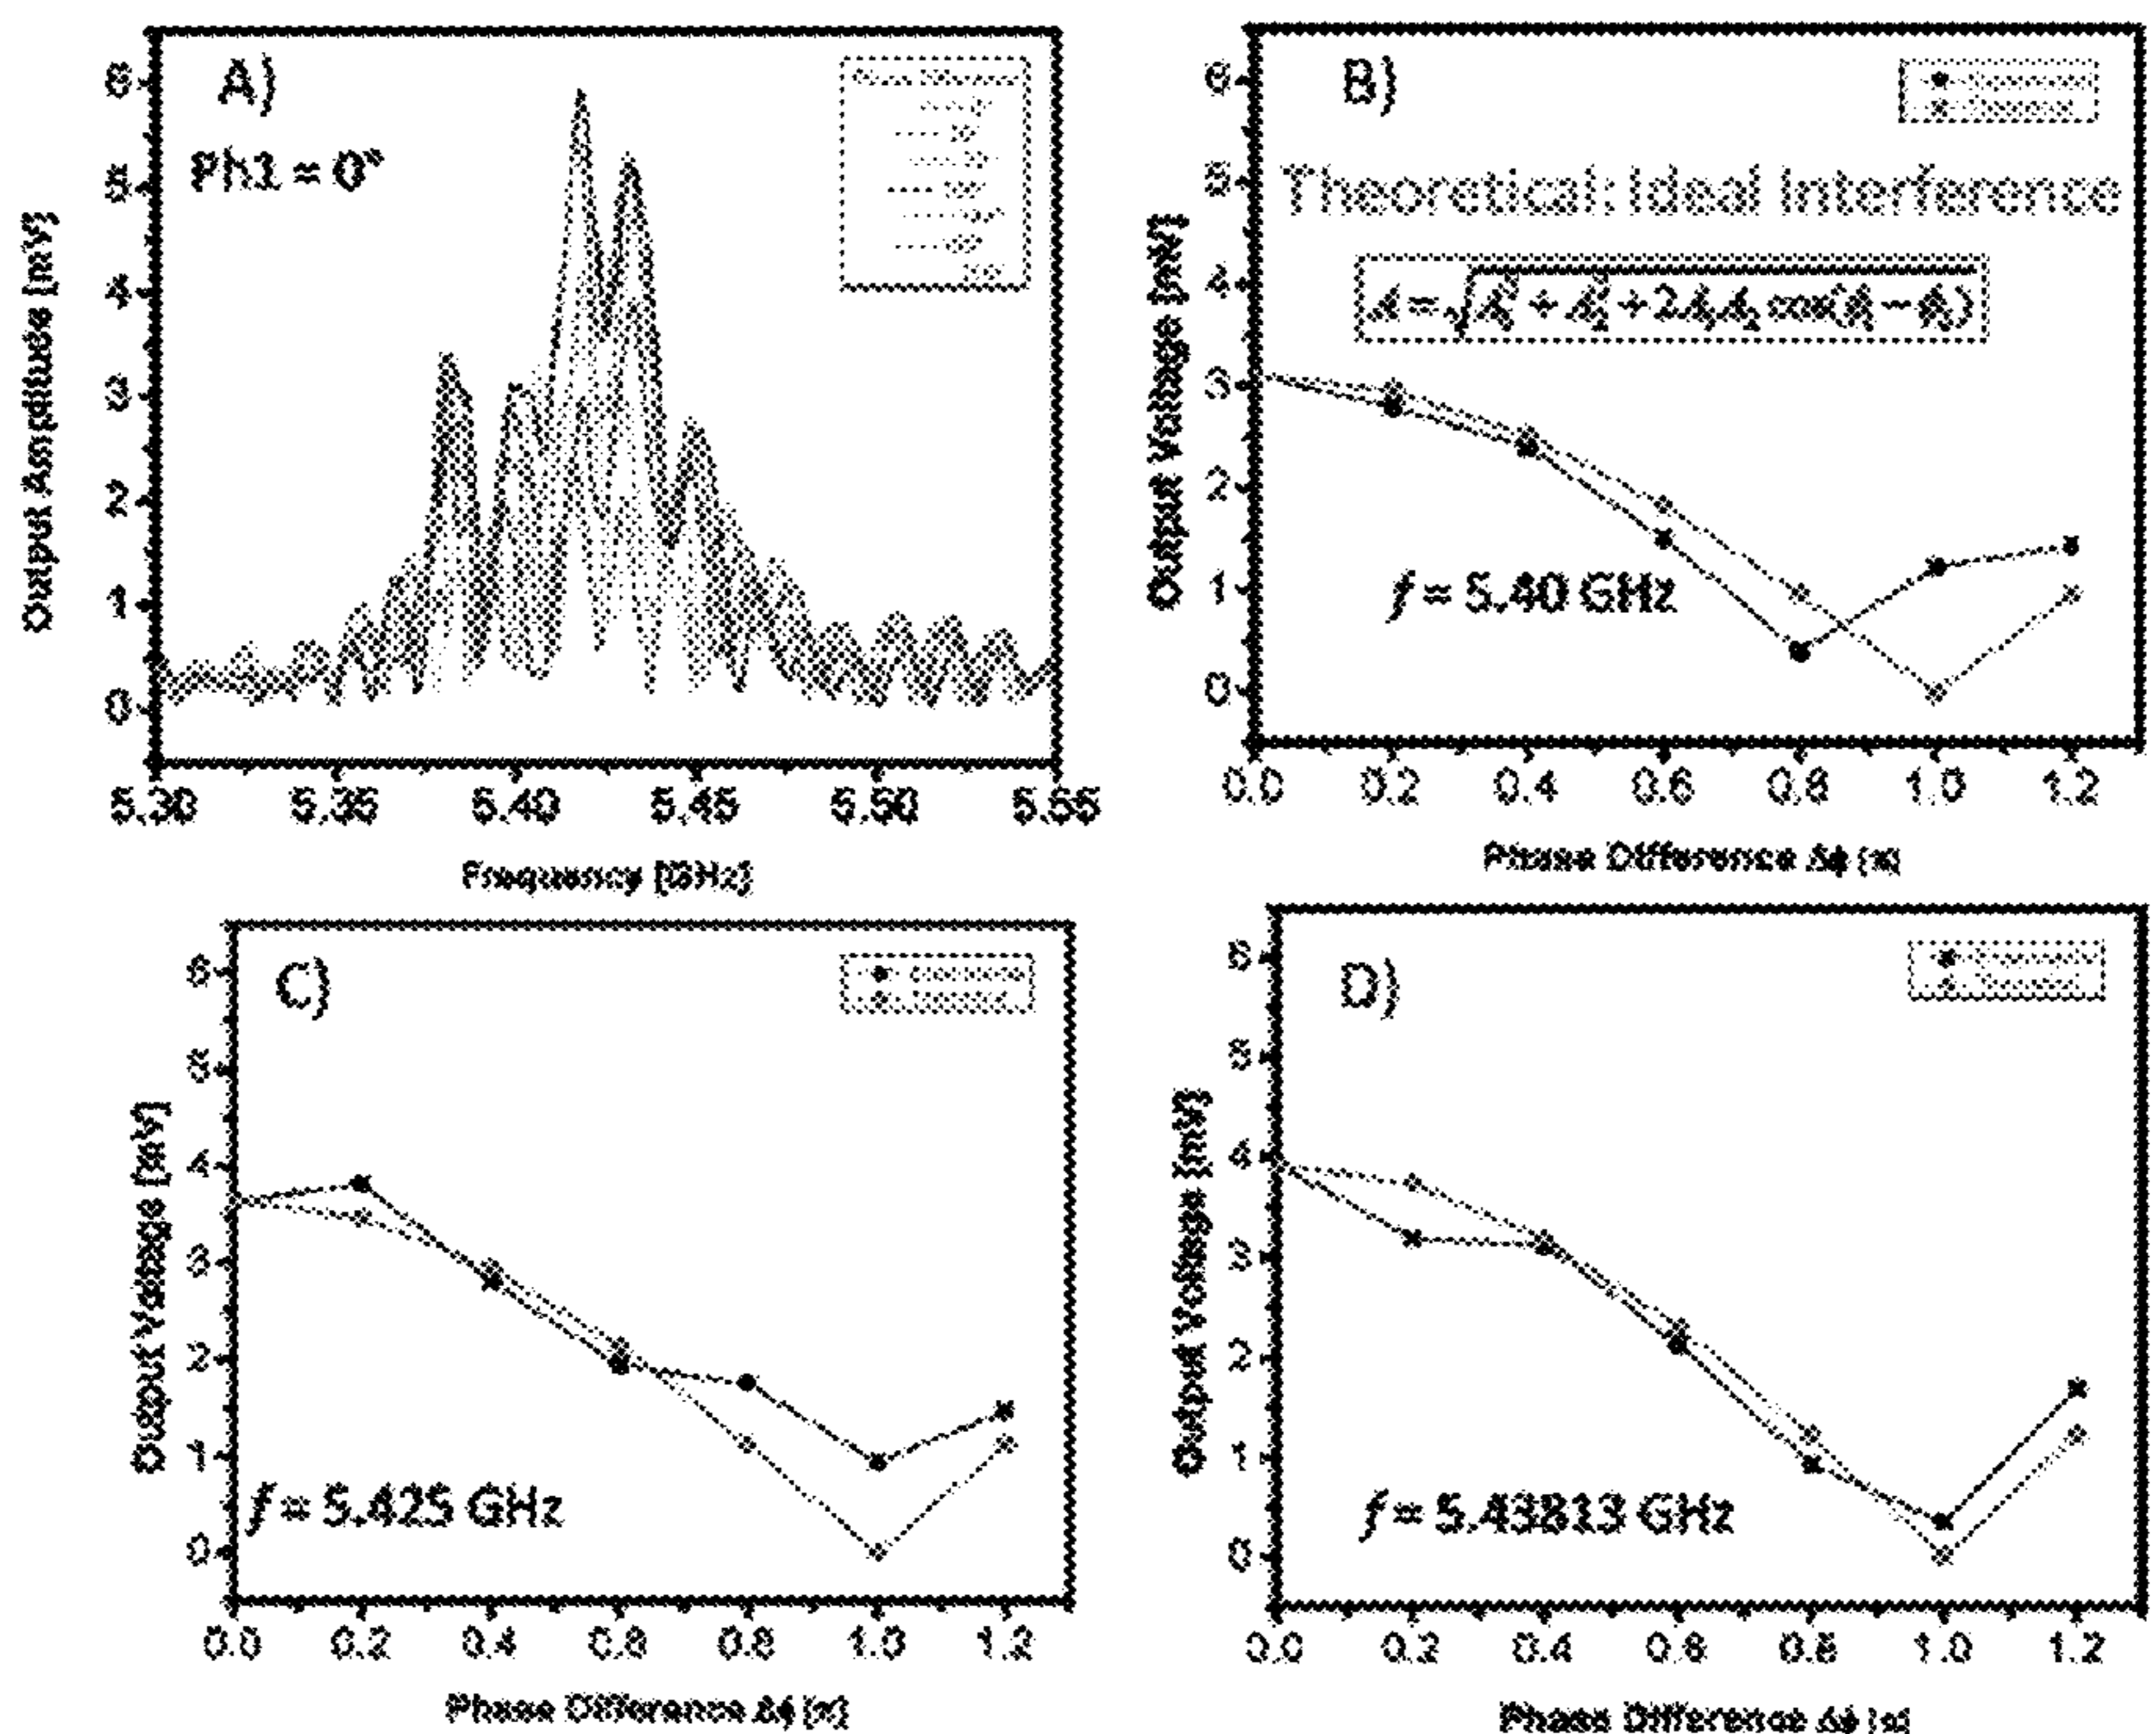 A)
Ph1 = 0°
Output Amplitude [mV]
6
5
4
3
2
1
0
5.30 5.35 5.40 5.45 5.50 5.55
Frequency [GHz]
B)
Theoretical: Ideal Interference
f = 5.40 GHz
Output Voltage [mV]
6
5
4
3
2
1
0
0.0 0.2 0.4 0.6 0.8 1.0 1.2
Phase Difference Δϕ [π]
C)
f = 5.425 GHz
Output Voltage [mV]
6
5
4
3
2
1
0
0.0 0.2 0.4 0.6 0.8 1.0 1.2
Phase Difference Δϕ [π]
D)
f = 5.43813 GHz
Output Voltage [mV]
6
5
4
3
2
1
0
0.0 0.2 0.4 0.6 0.8 1.0 1.2
Phase Difference Δϕ [π]